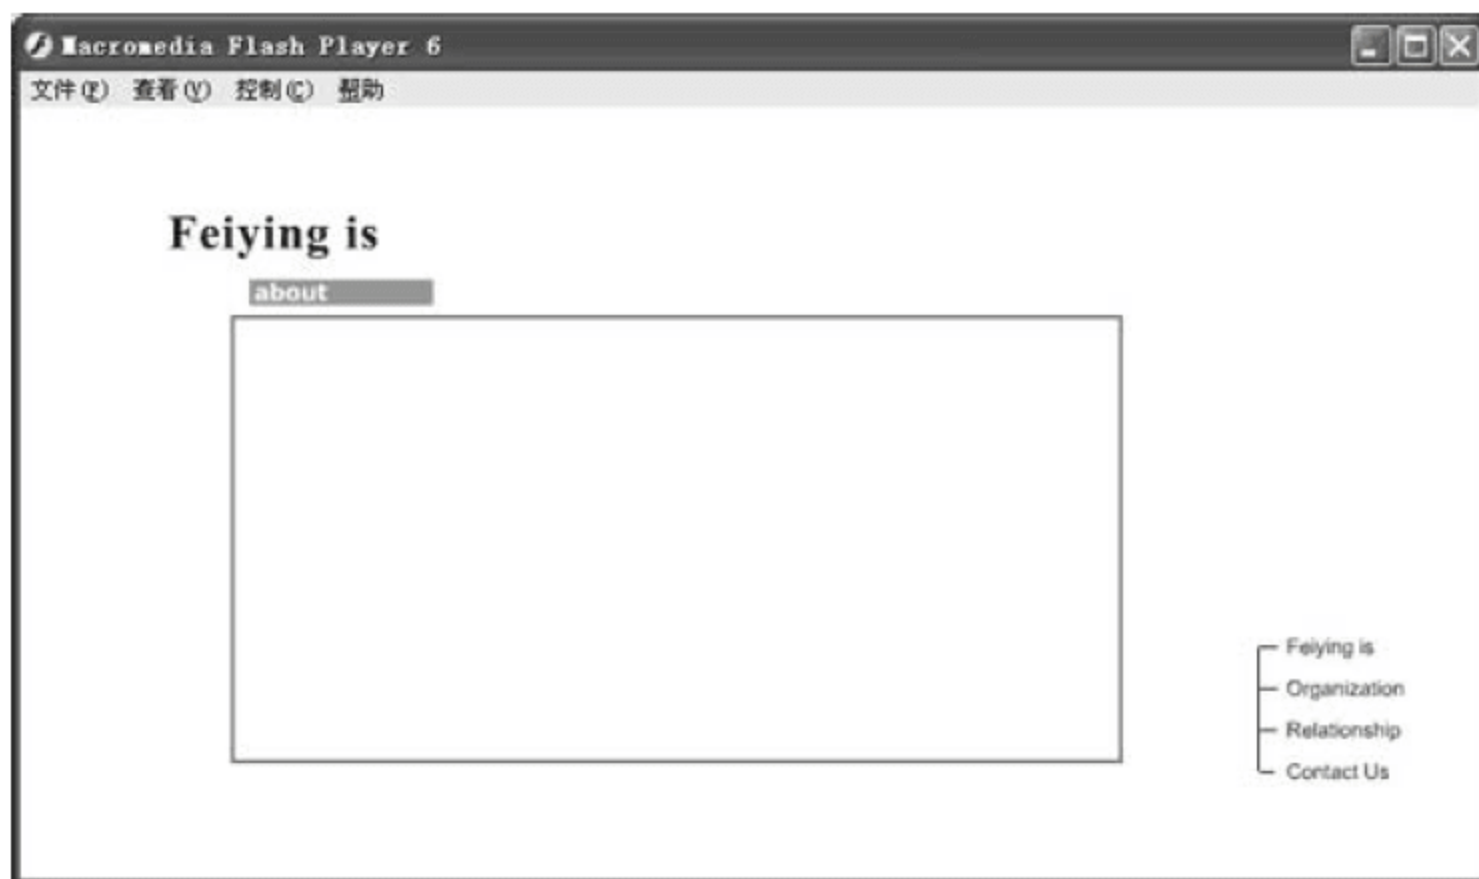 Macromedia Flash Player 6
文件(F) 查看(V) 控制(C) 帮助
Feiying is
about
Feiying is
Organization
Relationship
Contact Us